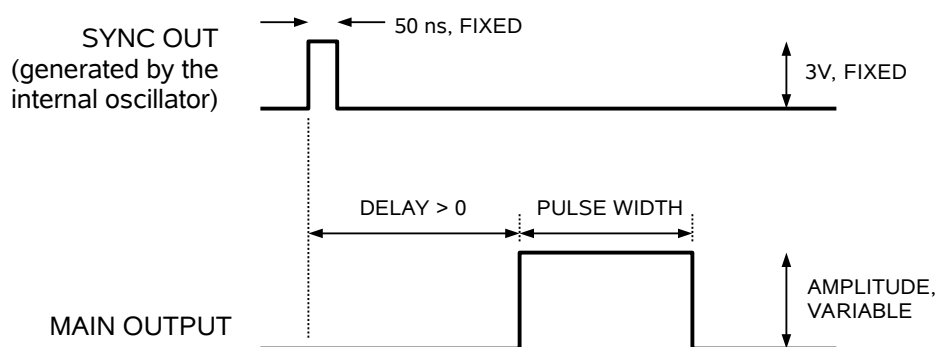 50 ns, FIXED
SYNC OUT
(generated by the
internal oscillator)
3V, FIXED
DELAY > 0
PULSE WIDTH
AMPLITUDE,
VARIABLE
MAIN OUTPUT